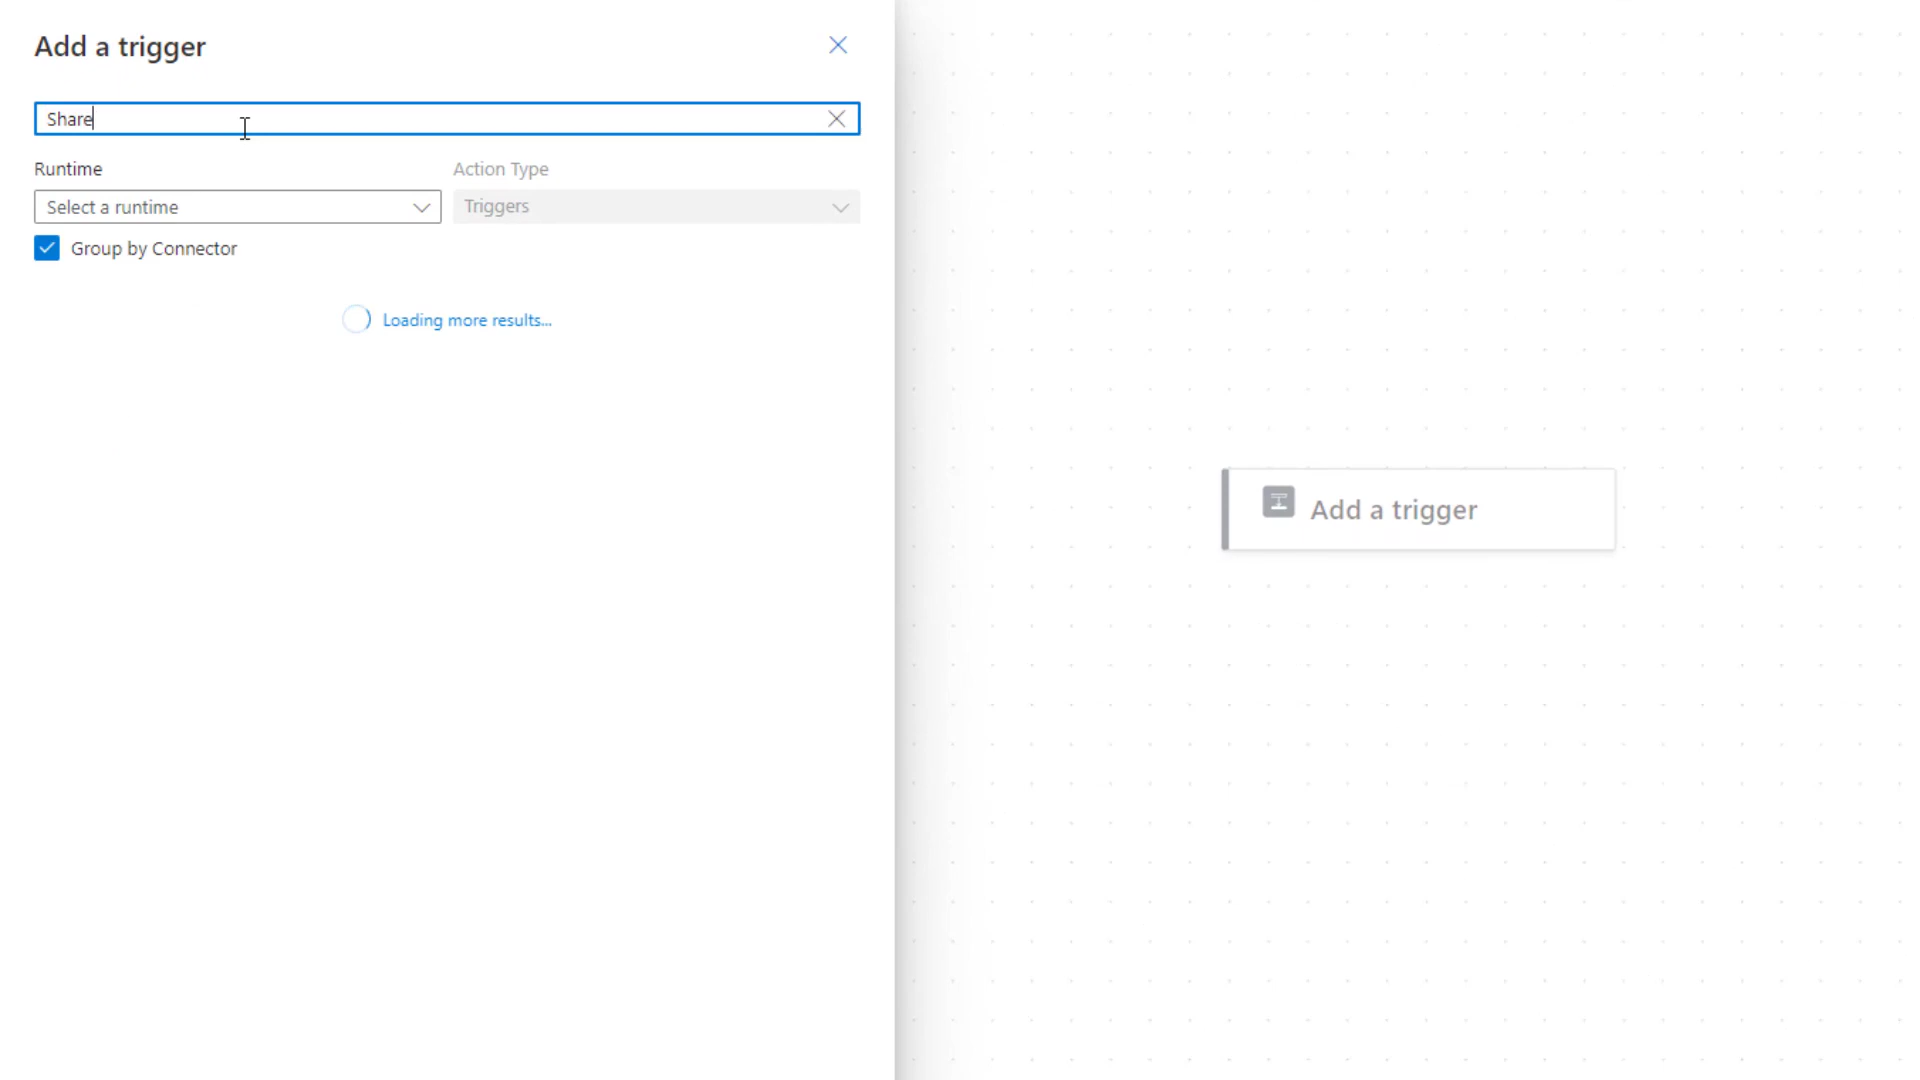 Add a trigger
Share
Runtime
Action Type
Select a runtime
Triggers
Group by Connector
Loading more results...
Add a trigger